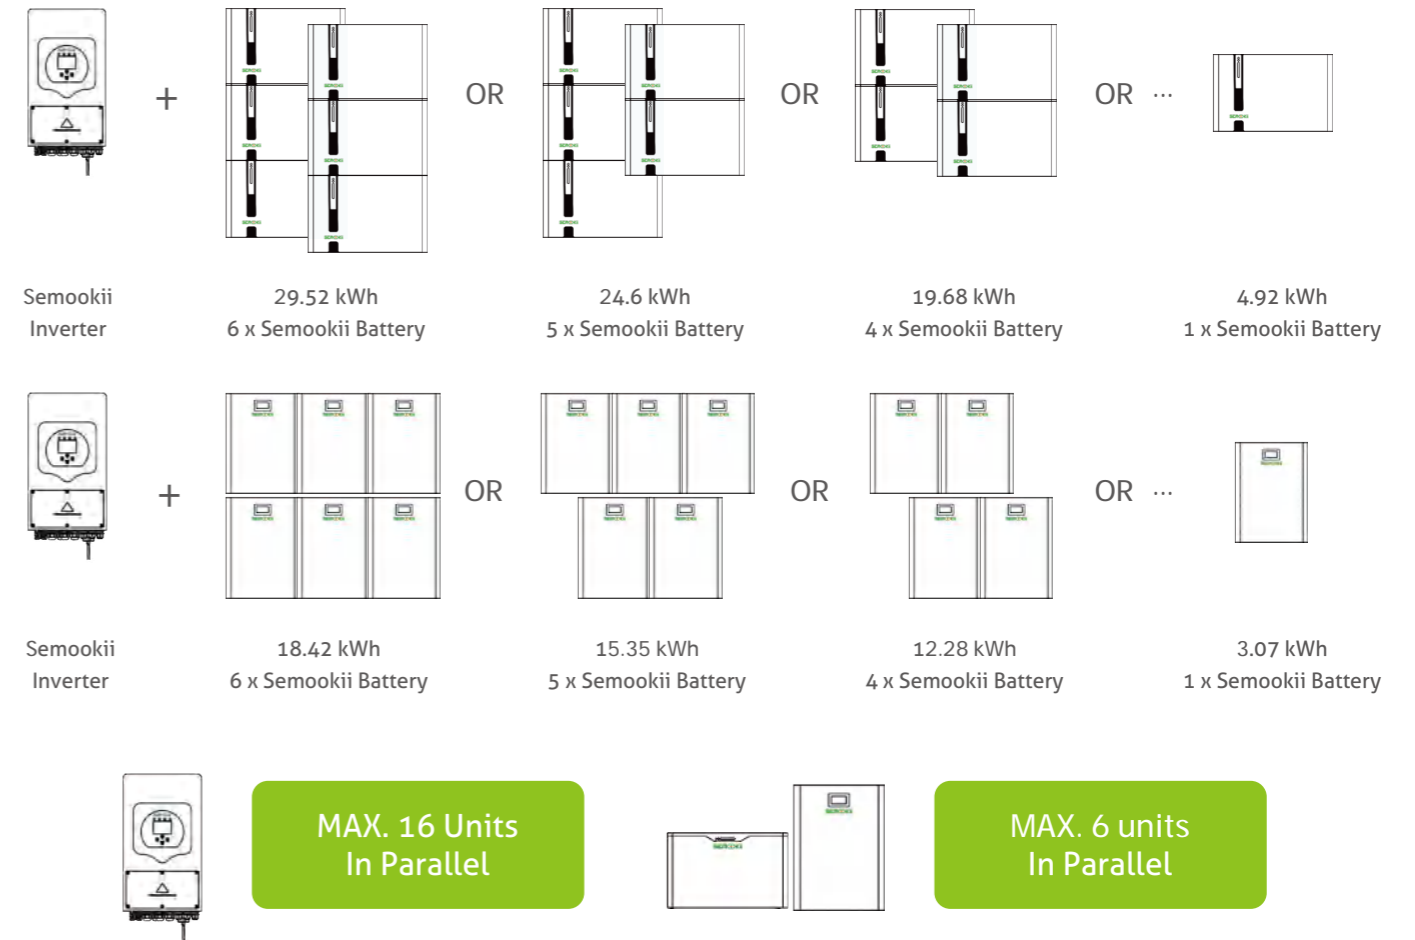 +
OR
OR
OR ...
Semookii
Inverter
29.52 kWh
6 x Semookii Battery
24.6 kWh
5 x Semookii Battery
19.68 kWh
4 x Semookii Battery
4.92 kWh
1 x Semookii Battery
+
OR
OR
OR ...
Semookii
Inverter
18.42 kWh
6 x Semookii Battery
15.35 kWh
5 x Semookii Battery
12.28 kWh
4 x Semookii Battery
3.07 kWh
1 x Semookii Battery
MAX. 16 Units
In Parallel
MAX. 6 units
In Parallel